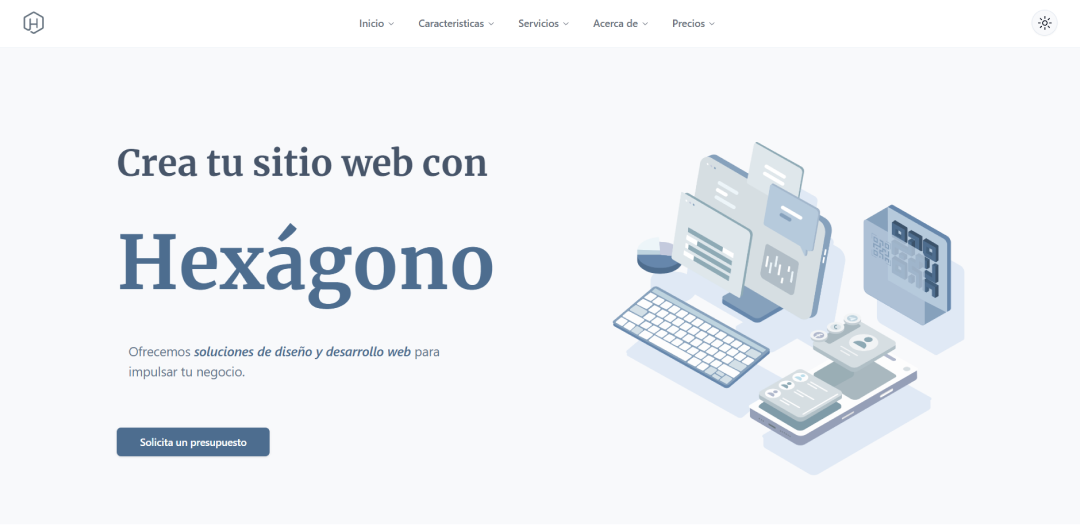 H
Inicio
Caracteristicas
Servicios
Acerca de
Precios
Crea tu sitio web con
Hexágono
Ofrecemos soluciones de diseño y desarrollo web para
impulsar tu negocio.
Solicita un presupuesto